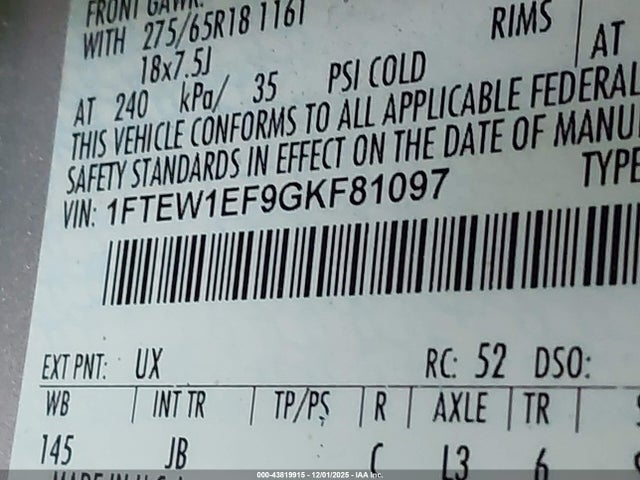 FRONT GAWR:
WITH 275/65R18 116T RIMS
18x7.5J AT
AT 240 kPa/ 35 PSI COLD
THIS VEHICLE CONFORMS TO ALL APPLICABLE FEDERAL
SAFETY STANDARDS IN EFFECT ON THE DATE OF MANU
VIN: 1FTEW1EF9GKF81097 TYPE
EXT PNT: UX RC: 52 DSO:
WB INT TR TP/PS R AXLE TR
145 JB C L3 6
MADE IN U.S.A.
000-43819915 - 12/01/2025 - IAA Inc.